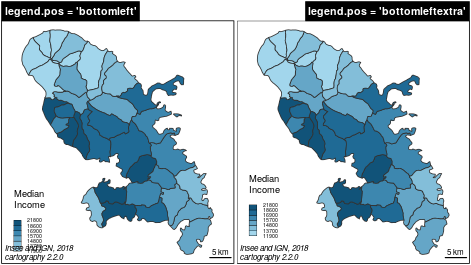 legend.pos = 'bottomleft'
Median
Income
21800
18600
16900
15700
14800
Insee and IGN, 2018
cartography 2.2.0
5 km
legend.pos = 'bottomleftextra'
Median
Income
21800
18600
16900
15700
14800
13700
11900
Insee and IGN, 2018
cartography 2.2.0
5 km